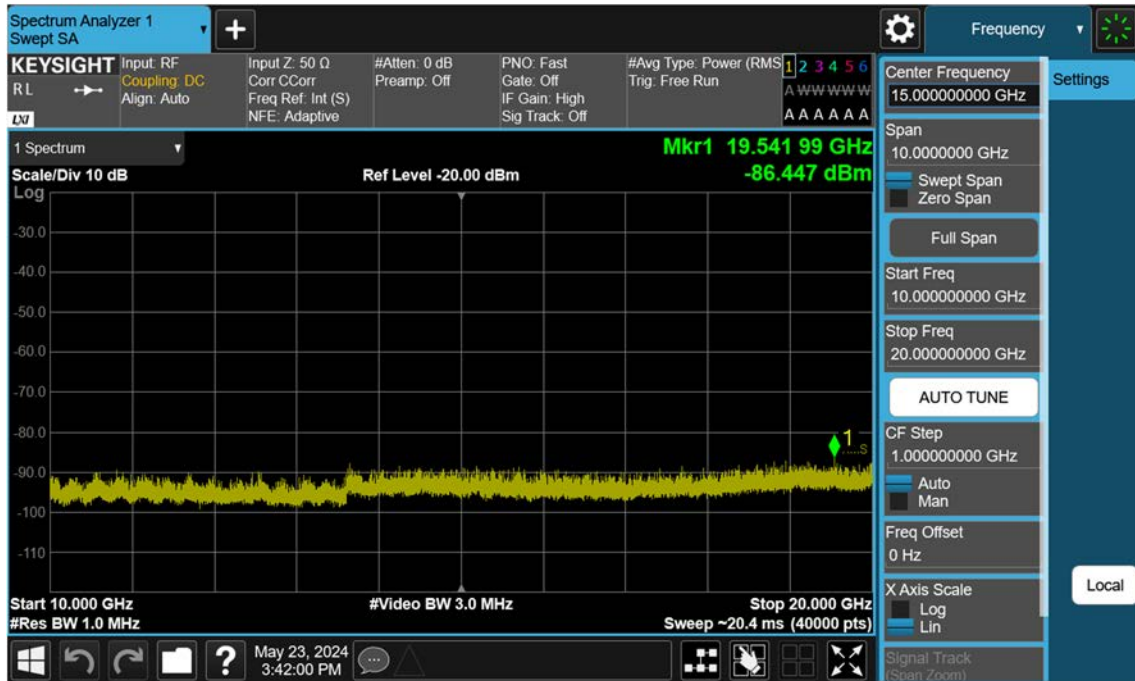 Spectrum Analyzer 1
Swept SA
Frequency
KEYSIGHT
R L
LXI
Input: RF
Coupling: DC
Align: Auto
Input Z: 50 Ω
Corr CCorr
Freq Ref: Int (S)
NFE: Adaptive
#Atten: 0 dB
Preamp: Off
PNO: Fast
Gate: Off
IF Gain: High
Sig Track: Off
#Avg Type: Power (RMS
Trig: Free Run
1 2 3 4 5 6
A W W W W W
A A A A A A
1 Spectrum
Scale/Div 10 dB
Ref Level -20.00 dBm
Mkr1 19.541 99 GHz
-86.447 dBm
Log
-30.0
-40.0
-50.0
-60.0
-70.0
-80.0
-90.0
-100
-110
1
S
Start 10.000 GHz
#Res BW 1.0 MHz
#Video BW 3.0 MHz
Stop 20.000 GHz
Sweep ~20.4 ms (40000 pts)
Center Frequency
15.000000000 GHz
Span
10.0000000 GHz
Swept Span
Zero Span
Full Span
Start Freq
10.000000000 GHz
Stop Freq
20.000000000 GHz
AUTO TUNE
CF Step
1.000000000 GHz
Auto
Man
Freq Offset
0 Hz
X Axis Scale
Log
Lin
Signal Track
(Span Zoom)
Settings
Local
?
May 23, 2024
3:42:00 PM